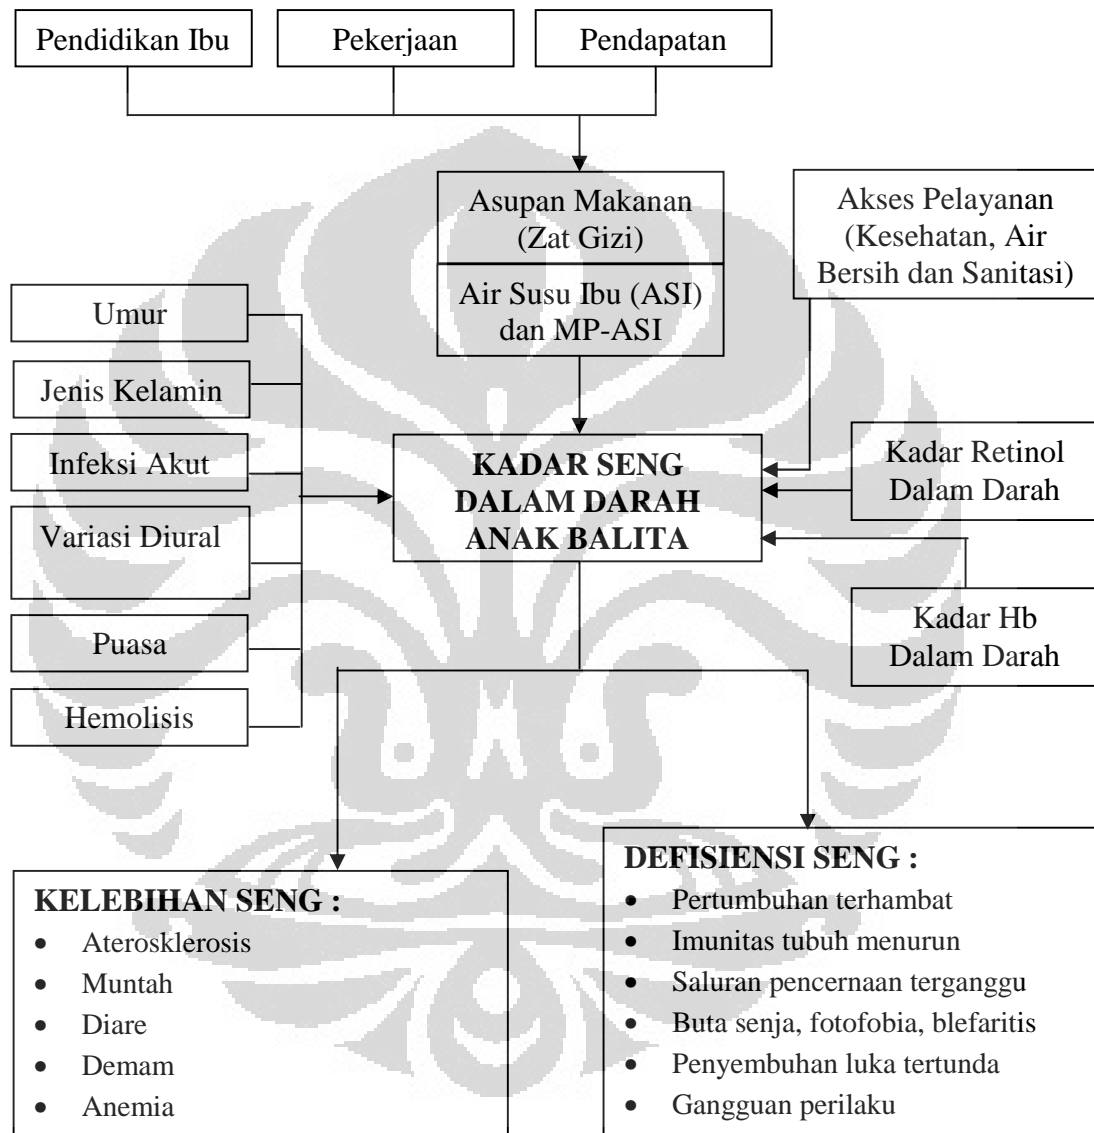 Pendidikan Ibu
Pekerjaan
Pendapatan
Asupan Makanan
(Zat Gizi)
Air Susu Ibu (ASI)
dan MP-ASI
Akses Pelayanan
(Kesehatan, Air
Bersih dan Sanitasi)
Umur
Jenis Kelamin
Infeksi Akut
Variasi Diural
Puasa
Hemolisis
KADAR SENG
DALAM DARAH
ANAK BALITA
Kadar Retinol
Dalam Darah
Kadar Hb
Dalam Darah
KELEBIHAN SENG :
• Aterosklerosis
• Muntah
• Diare
• Demam
• Anemia
DEFISIENSI SENG :
• Pertumbuhan terhambat
• Imunitas tubuh menurun
• Saluran pencernaan terganggu
• Buta senja, fotofobia, blefaritis
• Penyembuhan luka tertunda
• Gangguan perilaku